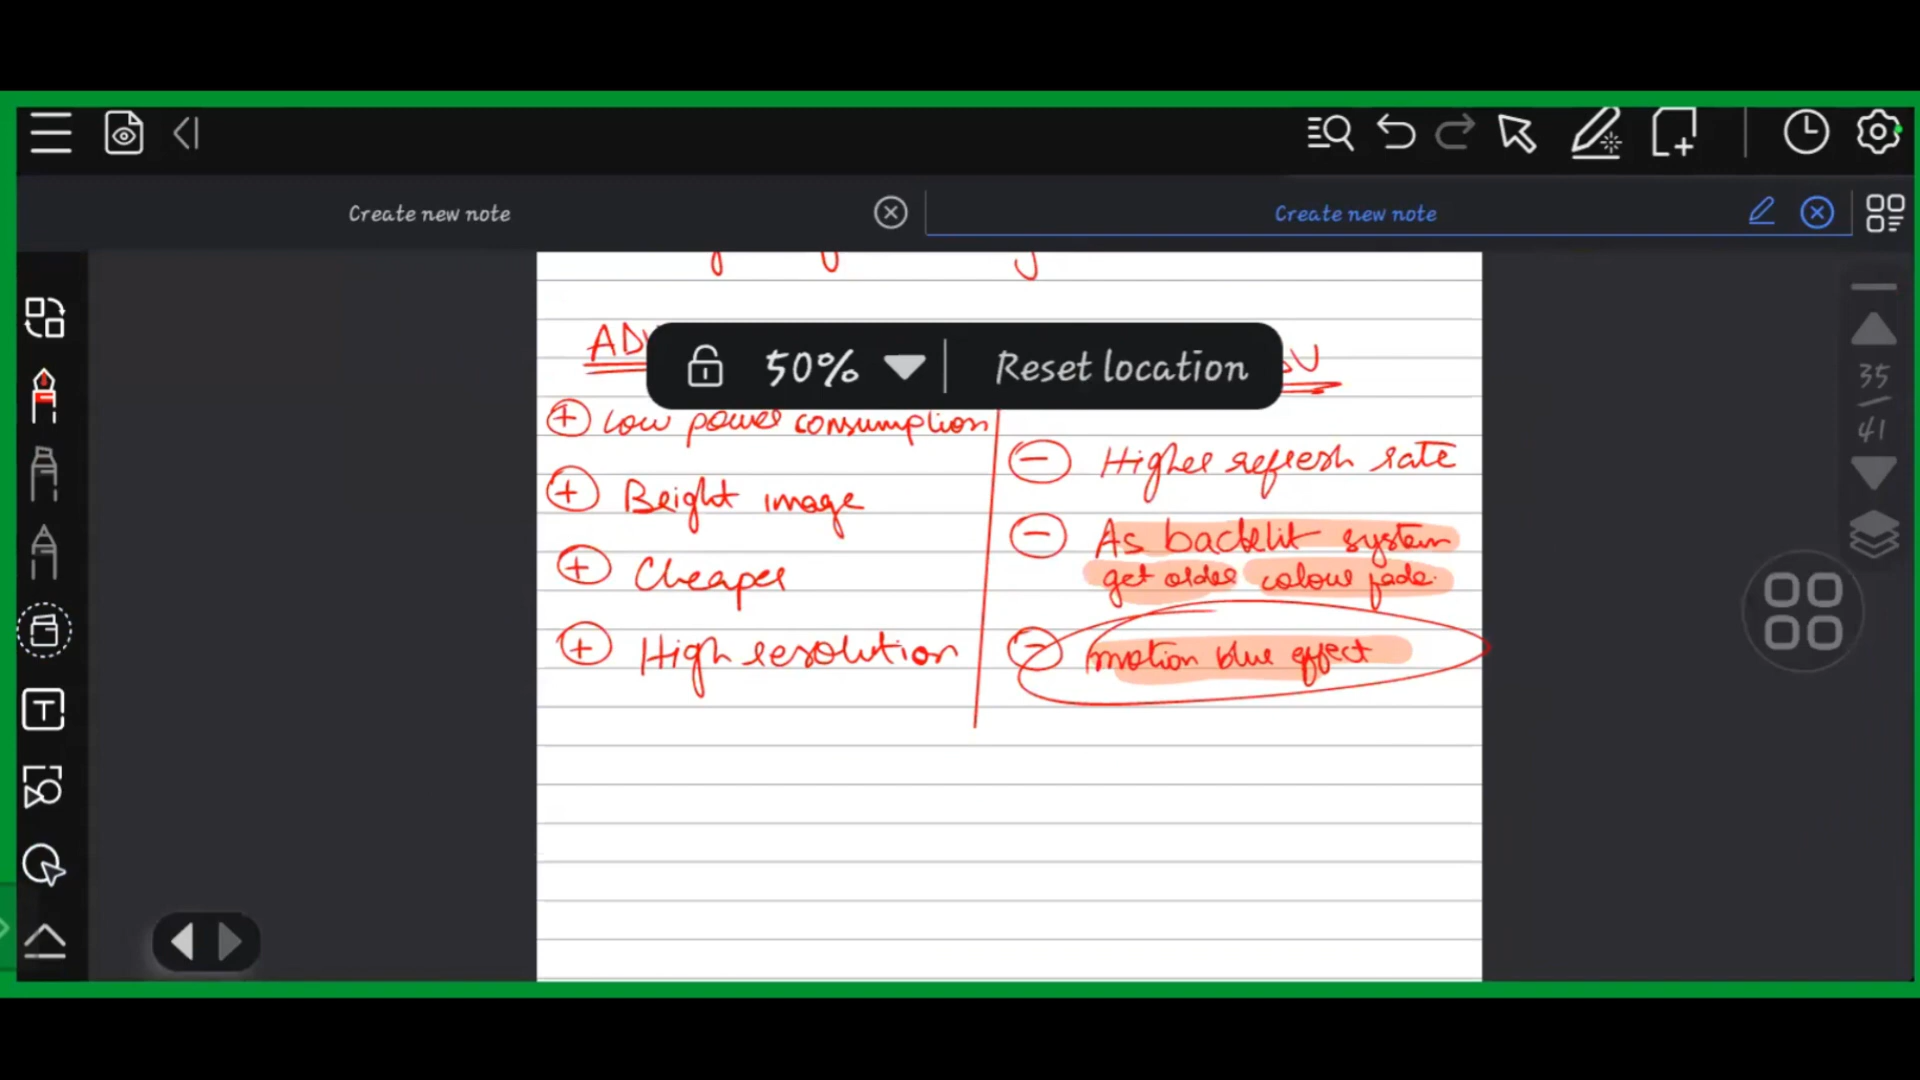 Create new note
Create new note
AD
50%
Reset location
+ Low power consumption
+ Bright image
+ Cheaper
+ High resolution
- Higher refresh rate
- As backlit system
get older colour fade.
- motion blur effect
35
41